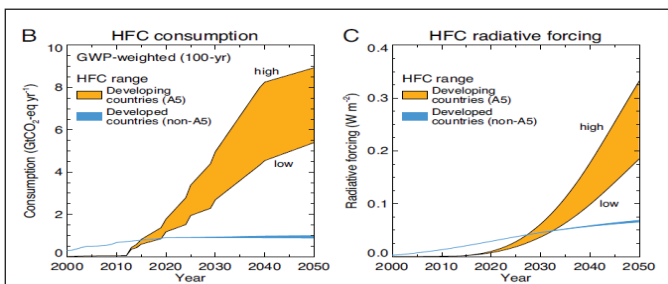 B
HFC consumption
10
8
6
4
2
0
Consumption (GtCO₂-eq yr⁻¹)
GWP-weighted (100-yr)
HFC range
Developing
countries (A5)
Developed
countries (non-A5)
high
low
2000 2010 2020 2030 2040 2050
Year
C
HFC radiative forcing
0.4
0.3
0.2
0.1
0.0
Radiative forcing (W m⁻²)
HFC range
Developing
countries (A5)
Developed
countries (non-A5)
high
low
2000 2010 2020 2030 2040 2050
Year